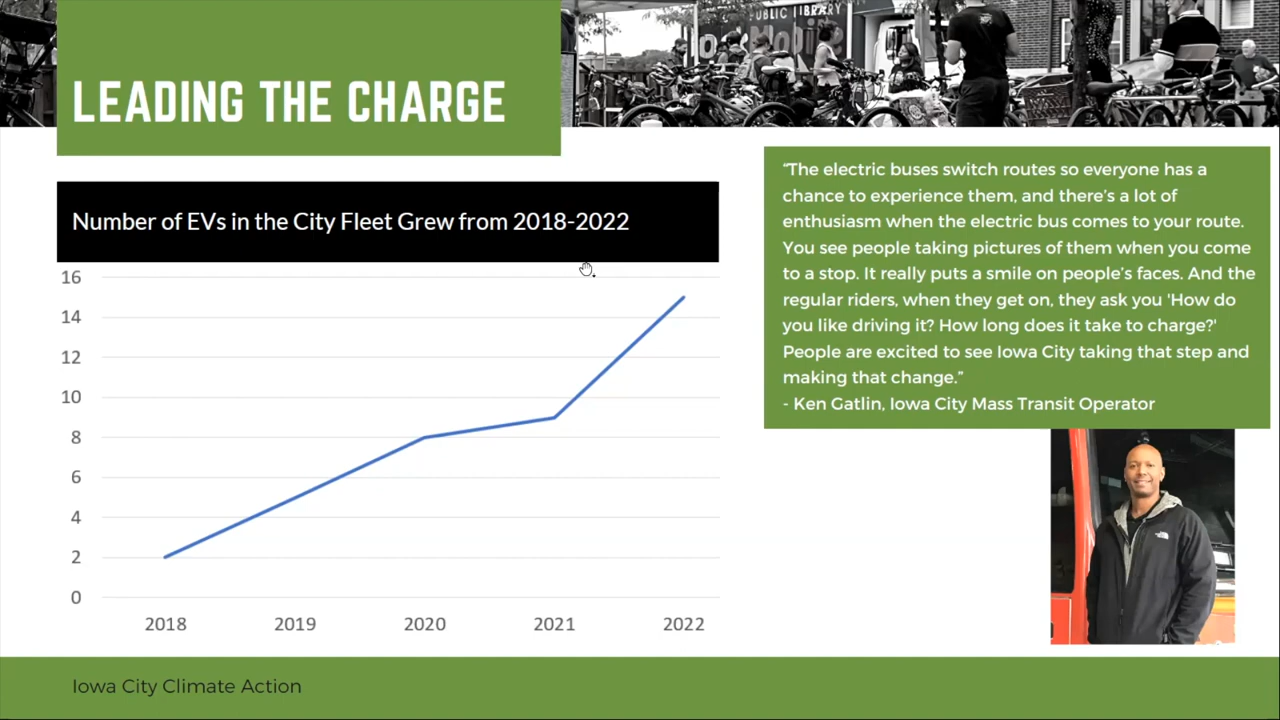 PUBLIC LIBRARY
LEADING THE CHARGE
Number of EVs in the City Fleet Grew from 2018-2022
16
14
12
10
8
6
4
2
0
2018 2019 2020 2021 2022
“The electric buses switch routes so everyone has a
chance to experience them, and there’s a lot of
enthusiasm when the electric bus comes to your route.
You see people taking pictures of them when you come
to a stop. It really puts a smile on people’s faces. And the
regular riders, when they get on, they ask you 'How do
you like driving it? How long does it take to charge?'
People are excited to see Iowa City taking that step and
making that change.”
- Ken Gatlin, Iowa City Mass Transit Operator
Iowa City Climate Action